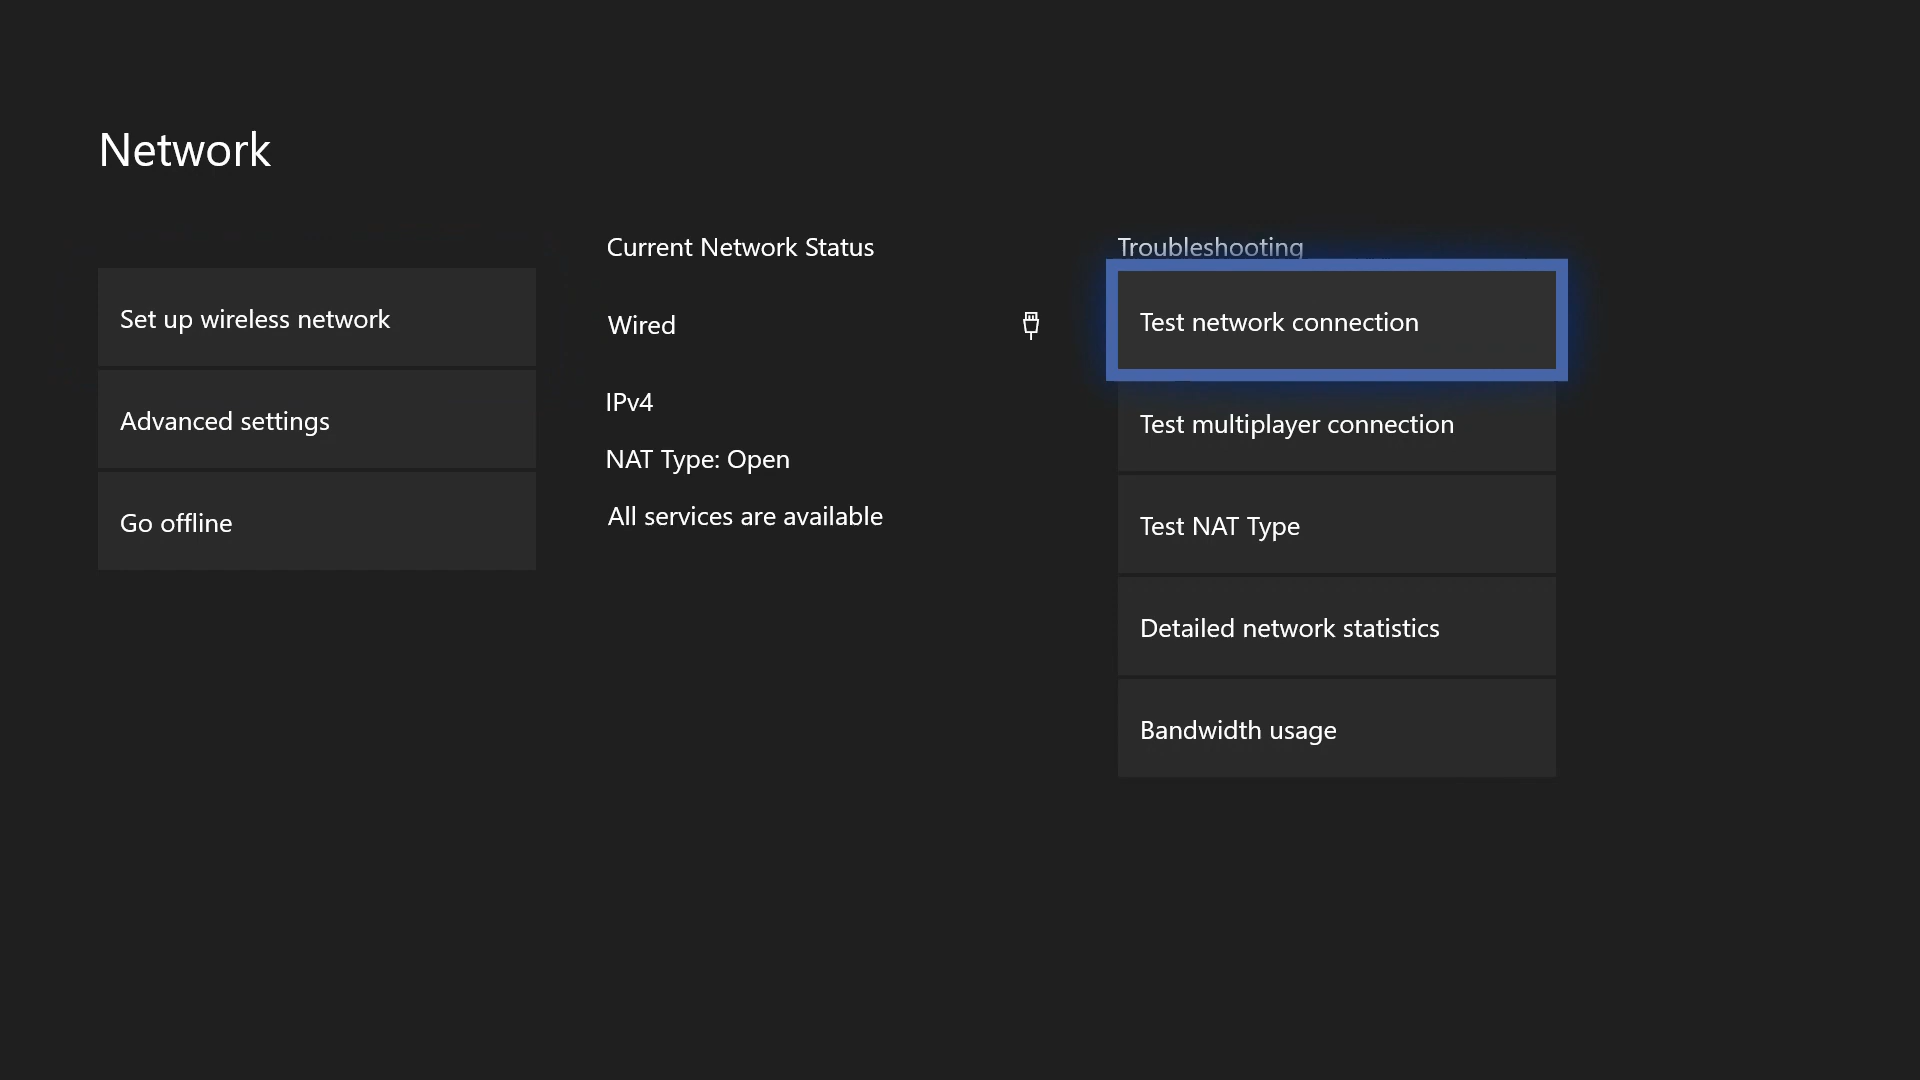 Network
Set up wireless network
Advanced settings
Go offline
Current Network Status
Wired
IPv4
NAT Type: Open
All services are available
Troubleshooting
Test network connection
Test multiplayer connection
Test NAT Type
Detailed network statistics
Bandwidth usage